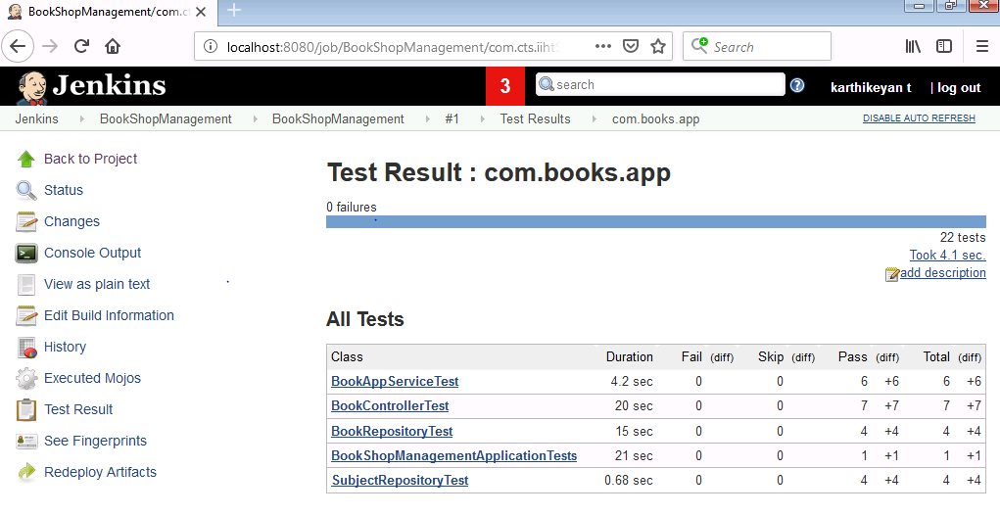 BookShopManagement/com.ct
localhost:8080/job/BookShopManagement/com.cts.iiht
Search
Jenkins
3
search
karthikeyan t
| log out
Jenkins BookShopManagement BookShopManagement #1 Test Results com.books.app
DISABLE AUTO REFRESH
Back to Project
Status
Changes
Console Output
View as plain text
Edit Build Information
History
Executed Mojos
Test Result
See Fingerprints
Redeploy Artifacts
Test Result : com.books.app
0 failures
22 tests
Took 4.1 sec.
add description
All Tests
Class Duration Fail (diff) Skip (diff) Pass (diff) Total (diff)
BookAppServiceTest 4.2 sec 0 0 6 +6 6 +6
BookControllerTest 20 sec 0 0 7 +7 7 +7
BookRepositoryTest 15 sec 0 0 4 +4 4 +4
BookShopManagementApplicationTests 21 sec 0 0 1 +1 1 +1
SubjectRepositoryTest 0.68 sec 0 0 4 +4 4 +4